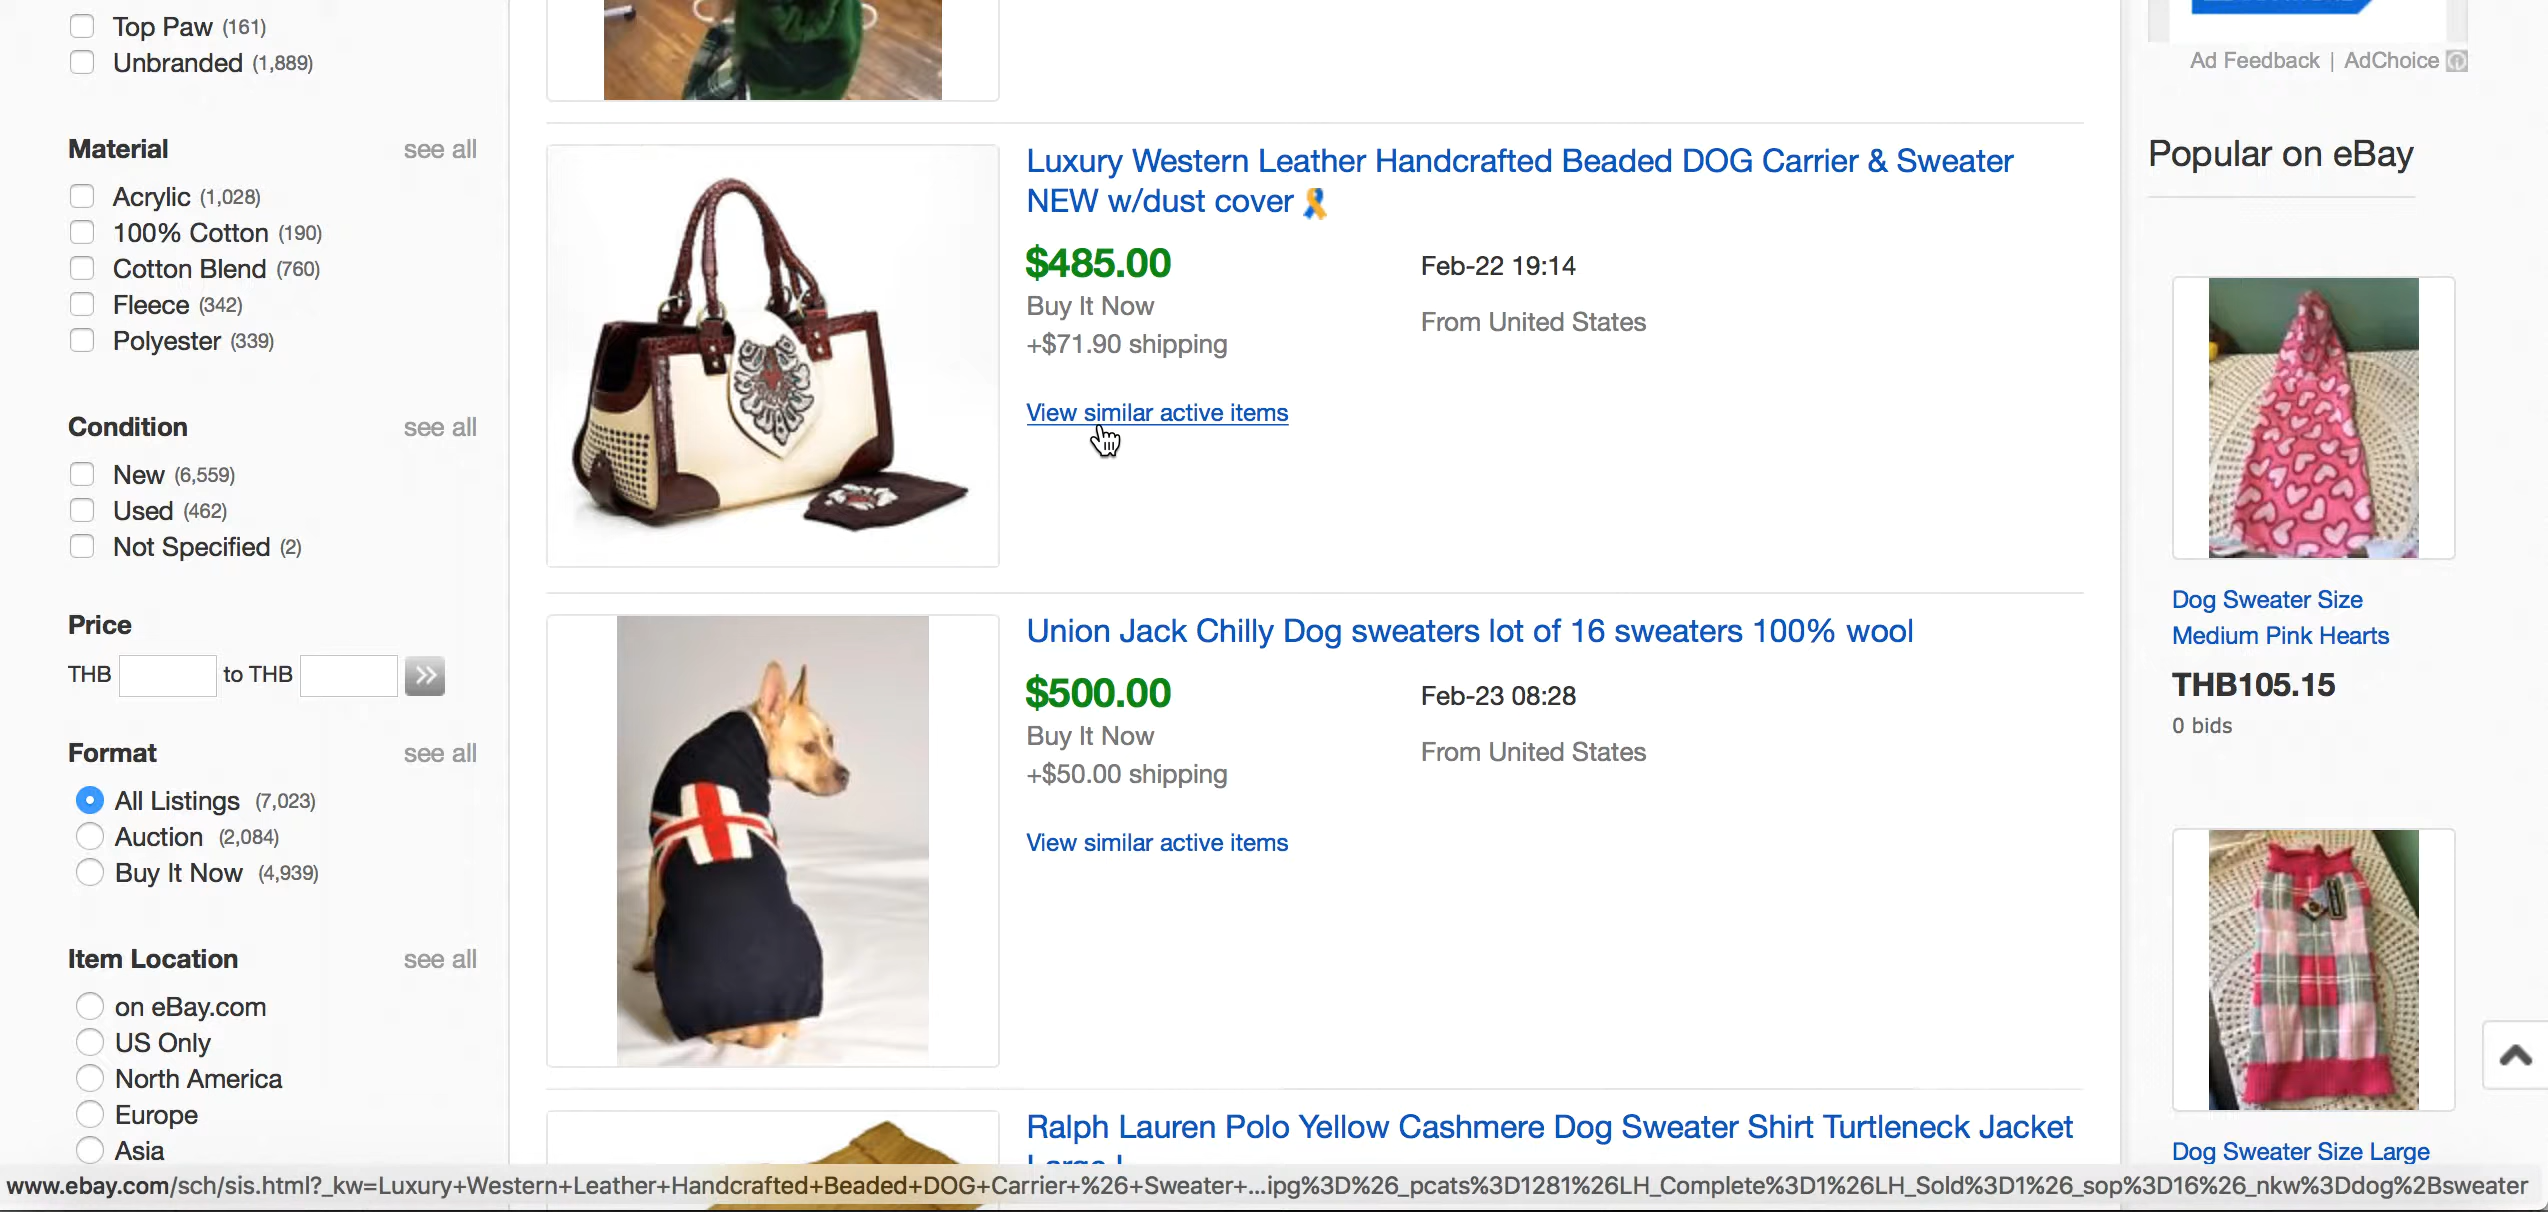 Top Paw (161)
Unbranded (1,889)
Material see all
Acrylic (1,028)
100% Cotton (190)
Cotton Blend (760)
Fleece (342)
Polyester (339)
Condition see all
New (6,559)
Used (462)
Not Specified (2)
Price
THB to THB
Format see all
All Listings (7,023)
Auction (2,084)
Buy It Now (4,939)
Item Location see all
on eBay.com
US Only
North America
Europe
Asia
Luxury Western Leather Handcrafted Beaded DOG Carrier & Sweater
NEW w/dust cover
$485.00 Feb-22 19:14
Buy It Now
From United States
+$71.90 shipping
View similar active items
Union Jack Chilly Dog sweaters lot of 16 sweaters 100% wool
$500.00 Feb-23 08:28
Buy It Now
From United States
+$50.00 shipping
View similar active items
Ralph Lauren Polo Yellow Cashmere Dog Sweater Shirt Turtleneck Jacket
Large L
Ad Feedback | AdChoice
Popular on eBay
Dog Sweater Size
Medium Pink Hearts
THB105.15
0 bids
Dog Sweater Size Large
www.ebay.com/sch/sis.html?_kw=Luxury+Western+Leather+Handcrafted+Beaded+DOG+Carrier+%26+Sweater+...ipg%3D%26_pcats%3D1281%26LH_Complete%3D1%26LH_Sold%3D1%26_sop%3D16%26_nkw%3Ddog%2Bsweater